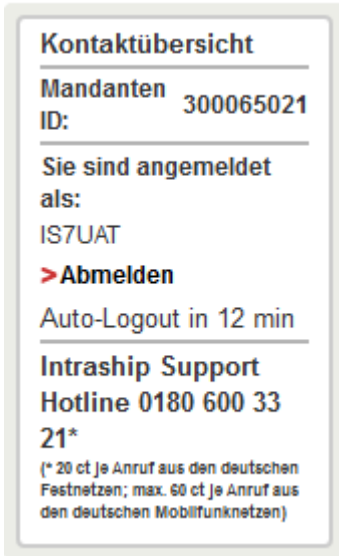 Kontaktübersicht
Mandanten
ID: 300065021
Sie sind angemeldet
als:
IS7UAT
>Abmelden
Auto-Logout in 12 min
Intraship Support
Hotline 0180 600 33
21*
(* 20 ct je Anruf aus den deutschen
Festnetzen; max. 60 ct je Anruf aus
den deutschen Mobilfunknetzen)